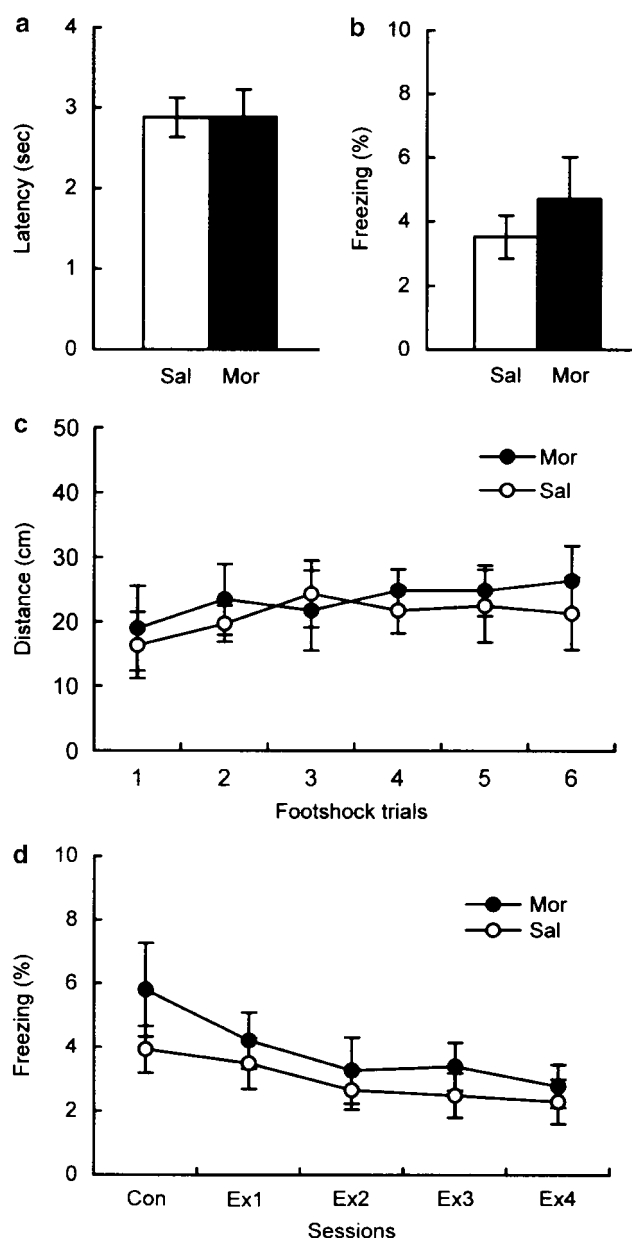 a
4
3
2
1
0
Latency (sec)
Sal Mor
b
10
8
6
4
2
0
Freezing (%)
Sal Mor
c
50
40
30
20
10
0
Distance (cm)
Mor
Sal
1 2 3 4 5 6
Footshock trials
d
10
8
6
4
2
0
Freezing (%)
Mor
Sal
Con Ex1 Ex2 Ex3 Ex4
Sessions